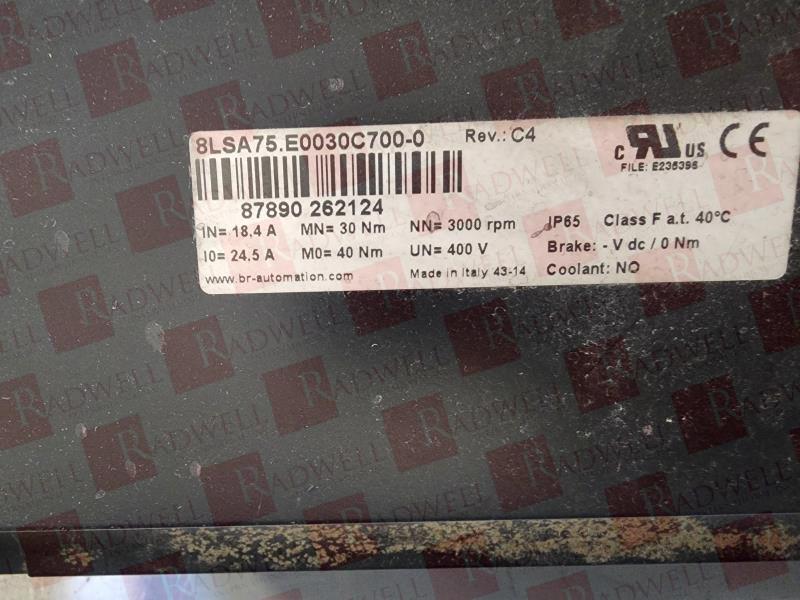 8LSA75.E0030C700-0 Rev.: C4
87890 262124
c RU US CE
FILE: E235396
IN= 18,4 A MN= 30 Nm NN= 3000 rpm IP65 Class F a.t. 40°C
I0= 24,5 A M0= 40 Nm UN= 400 V Brake: - V dc / 0 Nm
www.br-automation.com Made in Italy 43-14 Coolant: NO
RADWELL